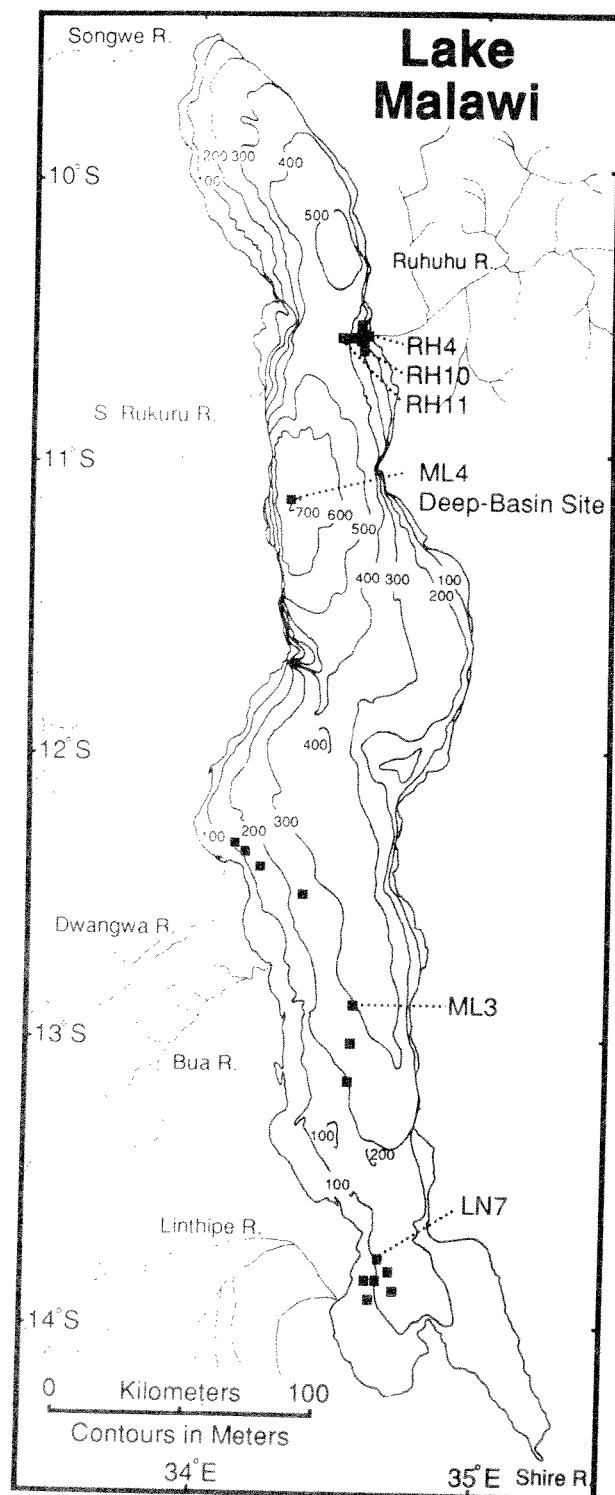 Lake
Malawi
Songwe R.
200 300
100
400
10°S
500
Ruhuhu R.
RH4
RH10
RH11
S. Rukuru R.
11°S
ML4
Deep-Basin Site
700 600
500
400 300
100
200
12°S
400
100 200 300
Dwangwa R.
ML3
13°S
Bua R.
100
200
100
LN7
Linthipe R.
14°S
0 Kilometers 100
Contours in Meters
34°E
35°E
Shire R.